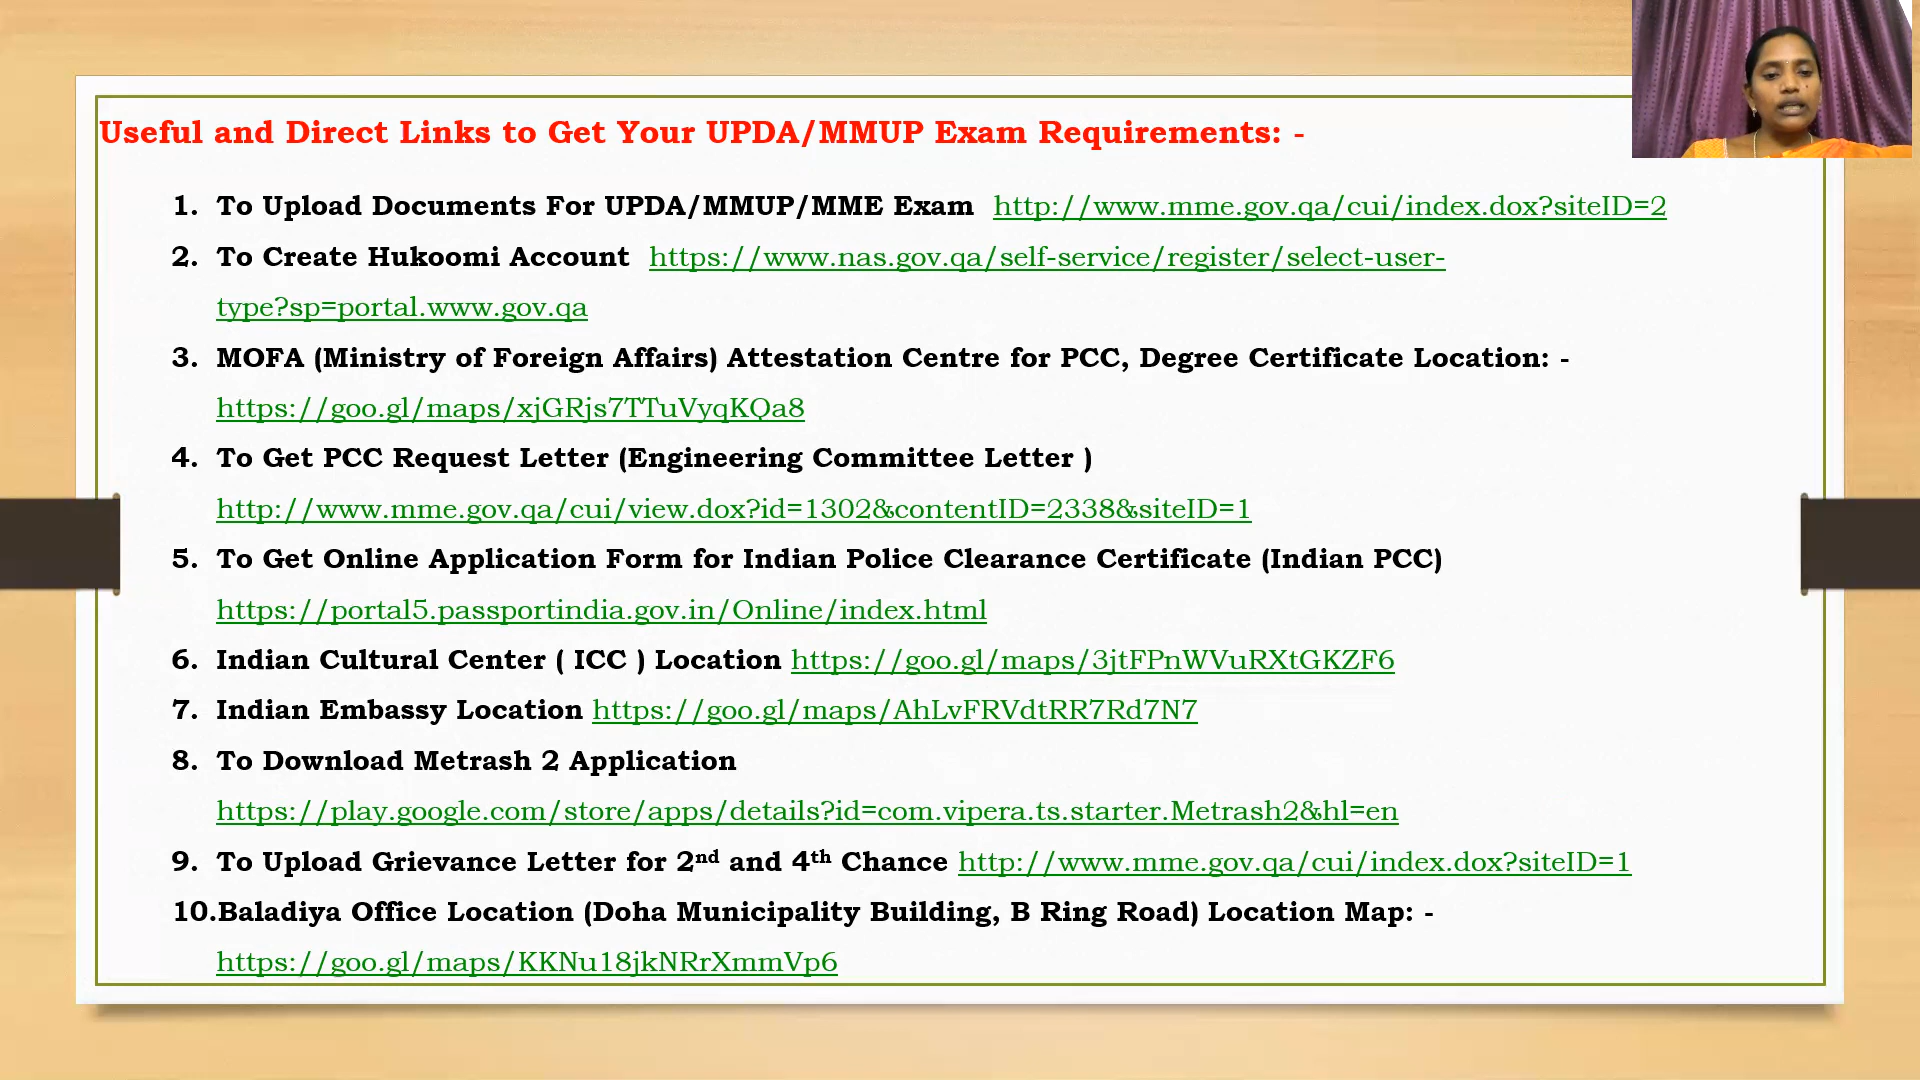 Useful and Direct Links to Get Your UPDA/MMUP Exam Requirements: -
1. To Upload Documents For UPDA/MMUP/MME Exam http://www.mme.gov.qa/cui/index.dox?siteID=2
2. To Create Hukoomi Account https://www.nas.gov.qa/self-service/register/select-user-
type?sp=portal.www.gov.qa
3. MOFA (Ministry of Foreign Affairs) Attestation Centre for PCC, Degree Certificate Location: -
https://goo.gl/maps/xjGRjs7TTuVyqKQa8
4. To Get PCC Request Letter (Engineering Committee Letter )
http://www.mme.gov.qa/cui/view.dox?id=1302&contentID=2338&siteID=1
5. To Get Online Application Form for Indian Police Clearance Certificate (Indian PCC)
https://portal5.passportindia.gov.in/Online/index.html
6. Indian Cultural Center ( ICC ) Location https://goo.gl/maps/3jtFPnWVuRXtGKZF6
7. Indian Embassy Location https://goo.gl/maps/AhLvFRVdtRR7Rd7N7
8. To Download Metrash 2 Application
https://play.google.com/store/apps/details?id=com.vipera.ts.starter.Metrash2&hl=en
9. To Upload Grievance Letter for 2nd and 4th Chance http://www.mme.gov.qa/cui/index.dox?siteID=1
10.Baladiya Office Location (Doha Municipality Building, B Ring Road) Location Map: -
https://goo.gl/maps/KKNu18jkNRrXmmVp6